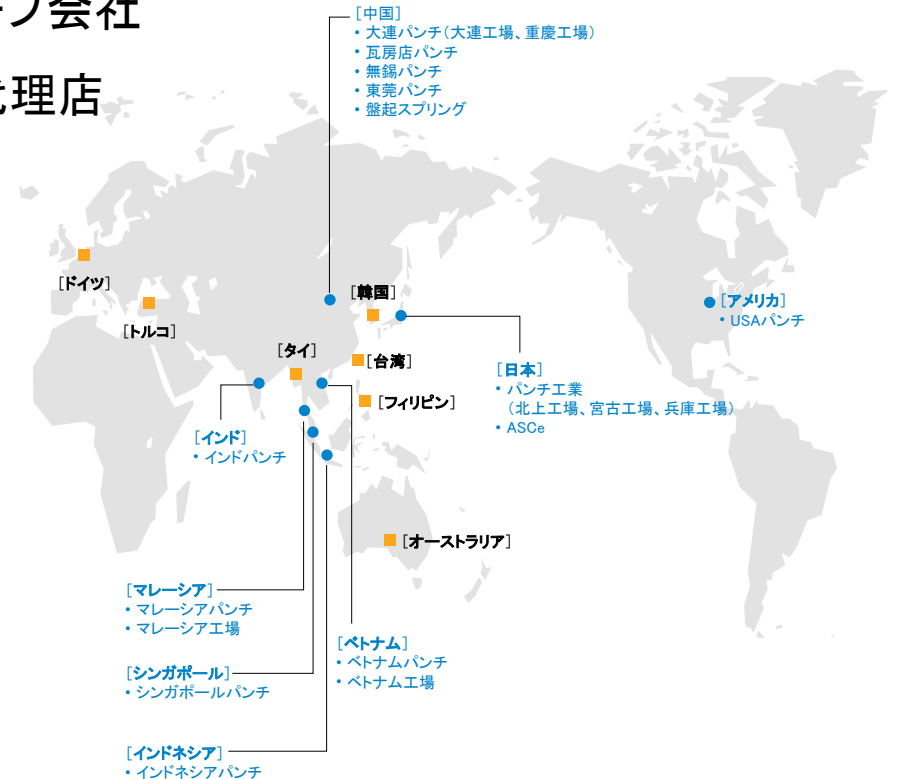 プ会社
理店
[中国]
・大連パンチ(大連工場、重慶工場)
・瓦房店パンチ
・無錫パンチ
・東莞パンチ
・盤起スプリング
[ドイツ]
[トルコ]
[韓国]
[アメリカ]
・USAパンチ
[タイ]
[台湾]
[日本]
・パンチ工業
(北上工場、宮古工場、兵庫工場)
・ASCe
[フィリピン]
[インド]
・インドパンチ
[オーストラリア]
[マレーシア]
・マレーシアパンチ
・マレーシア工場
[ベトナム]
・ベトナムパンチ
・ベトナム工場
[シンガポール]
・シンガポールパンチ
[インドネシア]
・インドネシアパンチ